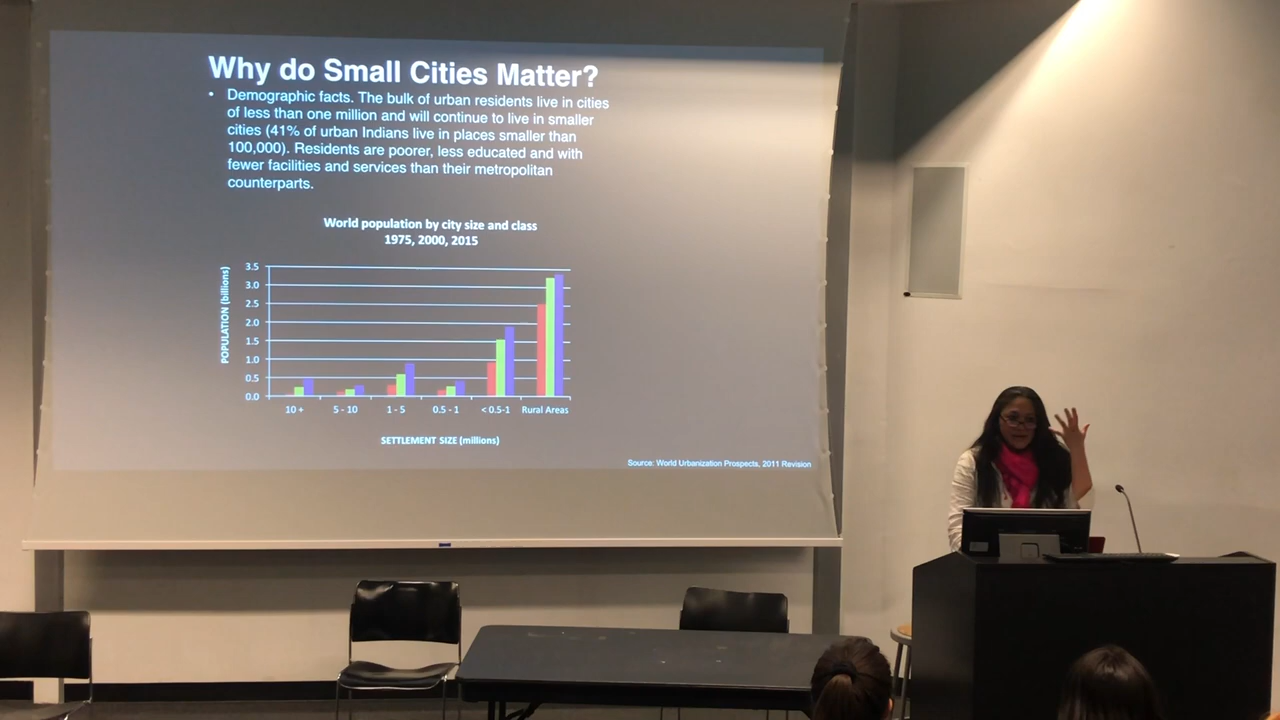 Why do Small Cities Matter?
• Demographic facts. The bulk of urban residents live in cities
of less than one million and will continue to live in smaller
cities (41% of urban Indians live in places smaller than
100,000). Residents are poorer, less educated and with
fewer facilities and services than their metropolitan
counterparts.
World population by city size and class
1975, 2000, 2015
POPULATION (billions)
3.5
3.0
2.5
2.0
1.5
1.0
0.5
0.0
10 + 5 - 10 1 - 5 0.5 - 1 < 0.5-1 Rural Areas
SETTLEMENT SIZE (millions)
Source: World Urbanization Prospects, 2011 Revision